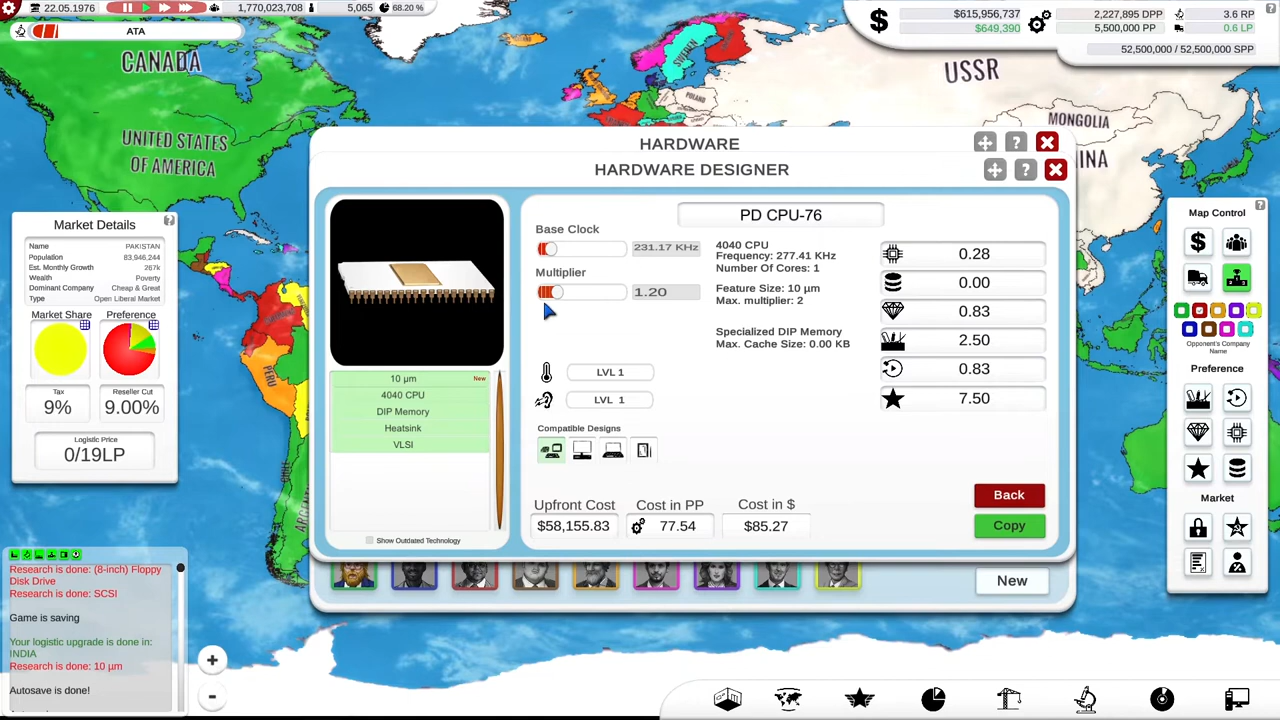 22.05.1976
1,770,023,708
5,065
68.20 %
ATA
$615,956,737
$649,390
2,227,895 DPP
5,500,000 PP
3.6 RP
0.6 LP
52,500,000 / 52,500,000 SPP
CANADA
UNITED STATES
OF AMERICA
SWEDEN
POLAND
USSR
MONGOLIA
INA
PERU
HARDWARE
?
HARDWARE DESIGNER
?
Market Details
?
Name PAKISTAN
Population 83,946,244
Est. Monthly Growth 267k
Wealth Poverty
Dominant Company Cheap & Great
Type Open Liberal Market
Market Share Preference
Tax
9%
Reseller Cut
9.00%
Logistic Price
0/19LP
10 µm New
4040 CPU
DIP Memory
Heatsink
VLSI
Show Outdated Technology
PD CPU-76
Base Clock
231.17 KHz
Multiplier
1.20
4040 CPU
Frequency: 277.41 KHz
Number Of Cores: 1
Feature Size: 10 µm
Max. multiplier: 2
Specialized DIP Memory
Max. Cache Size: 0.00 KB
LVL 1
LVL 1
Compatible Designs
Upfront Cost Cost in PP Cost in $
$58,155.83 77.54 $85.27
0.28
0.00
0.83
2.50
0.83
7.50
Back
Copy
New
Map Control
?
Opponent's Company
Name
Preference
Market
Research is done: (8-inch) Floppy
Disk Drive
Research is done: SCSI
Game is saving
Your logistic upgrade is done in:
INDIA
Research is done: 10 µm
Autosave is done!
+
-